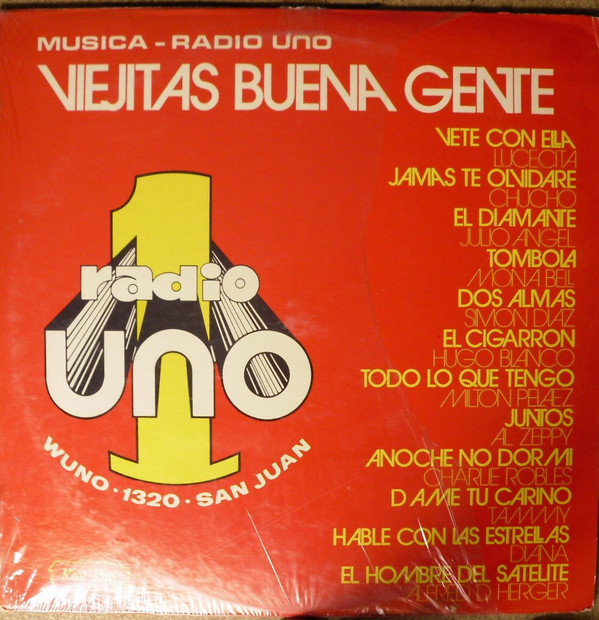 MUSICA - RADIO UNO
VIEJITAS BUENA GENTE
VETE CON ELLA
LUCECITA
JAMAS TE OLVIDARE
CHUCHO
EL DIAMANTE
JULIO ANGEL
TOMBOLA
MONA BELL
DOS ALMAS
SIMON DIAZ
EL CIGARRON
HUGO BLANCO
TODO LO QUE TENGO
MILTON PELAEZ
JUNTOS
AL ZEPPY
ANOCHE NO DORMI
CHARLIE ROBLES
DAME TU CARINO
TAMMY
HABLE CON LAS ESTRELLAS
DIANA
EL HOMBRE DEL SATELITE
ALFRED D HERGER
1
radio
uno
WUNO · 1320 · SAN JUAN